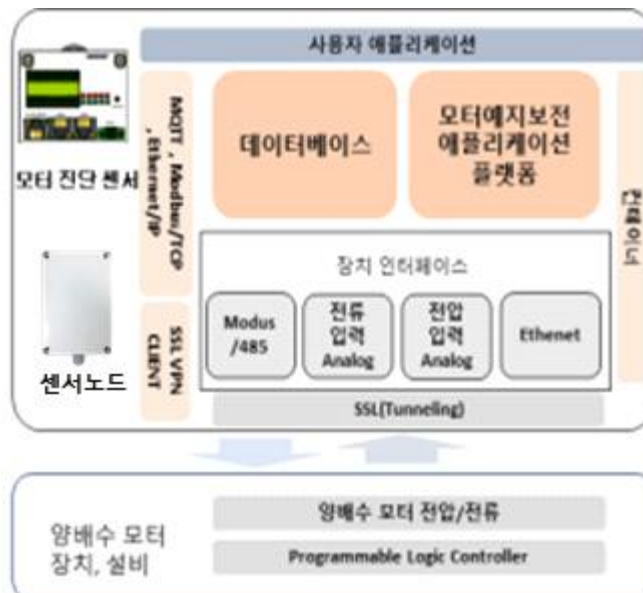 사용자 애플리케이션
모터 진단 센서
MQTT , Modbus/TCP
, Ethernet/IP
데이터베이스
모터예지보전
애플리케이션
플랫폼
컨테이너
장치 인터페이스
Modus
/485
전류
입력
Analog
전압
입력
Analog
Ethenet
센서노드
SSL VPN
CLIENT
SSL(Tunneling)
양배수 모터
장치, 설비
양배수 모터 전압/전류
Programmable Logic Controller